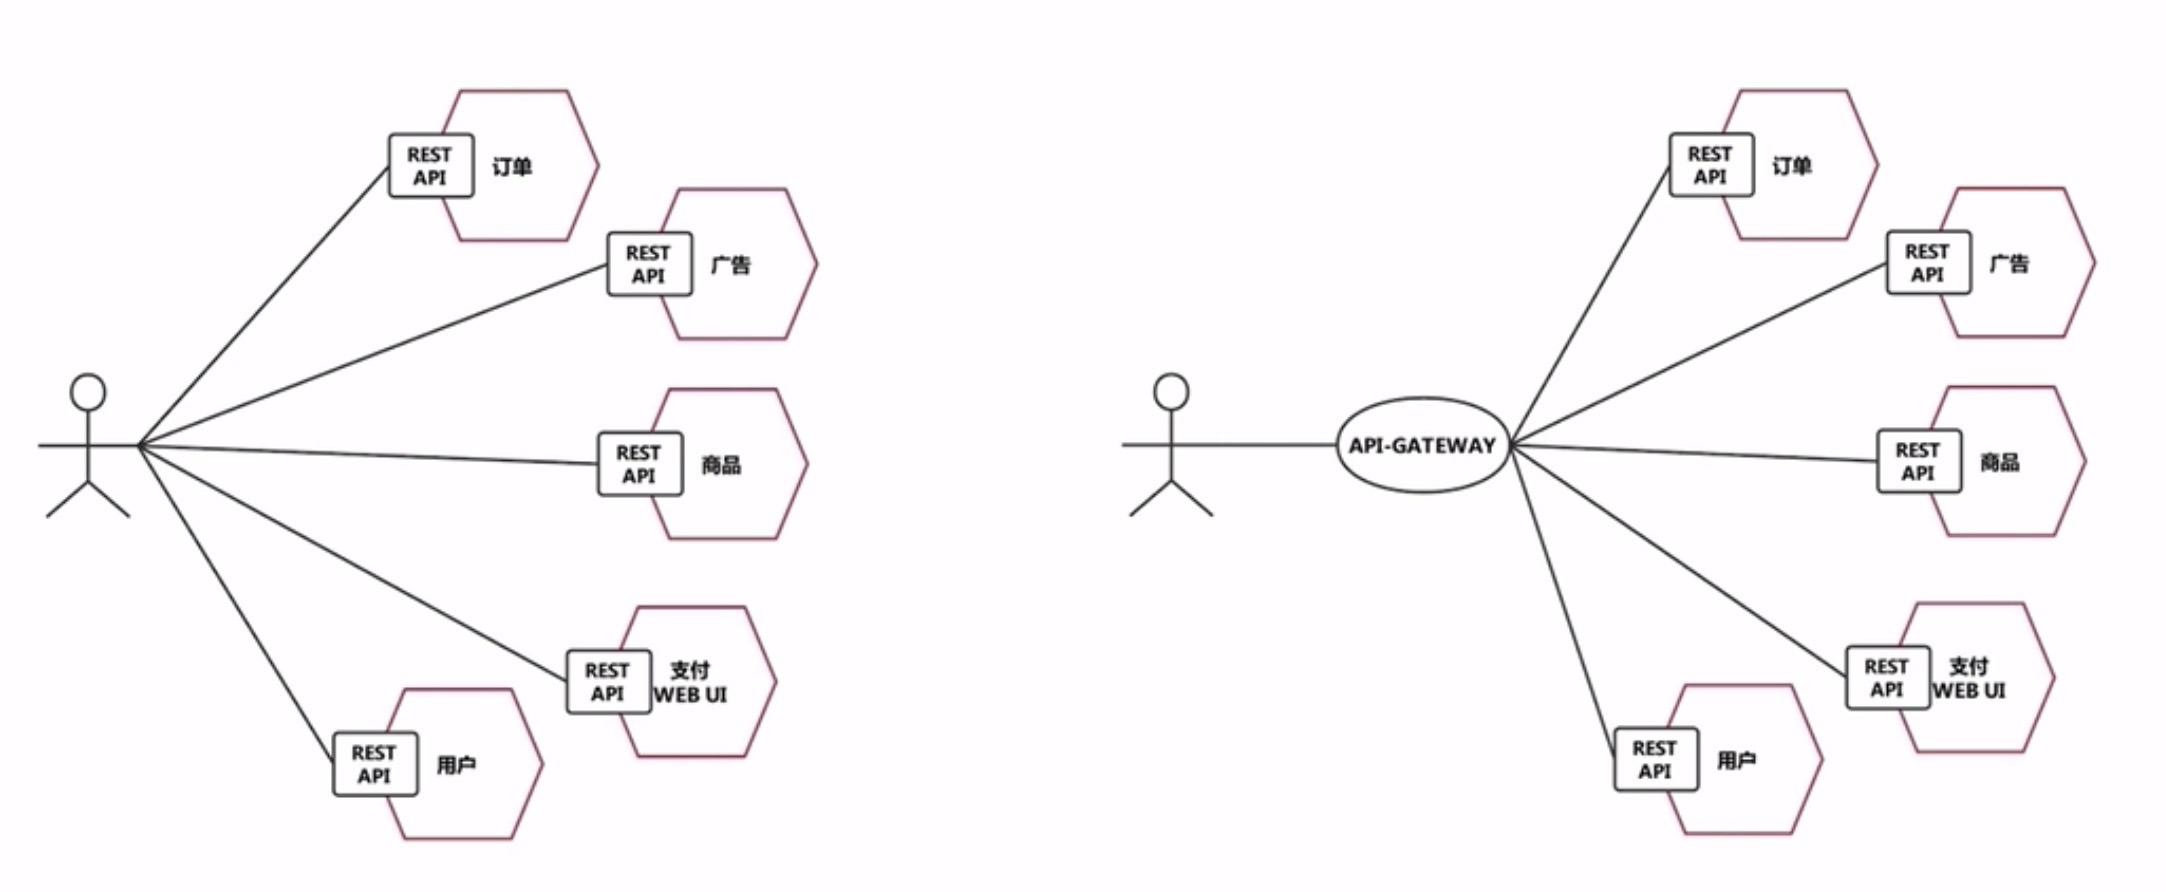 REST
API
订单
REST
API
广告
REST
API
商品
REST
API
支付
WEB UI
REST
API
用户
API-GATEWAY
REST
API
订单
REST
API
广告
REST
API
商品
REST
API
支付
WEB UI
REST
API
用户